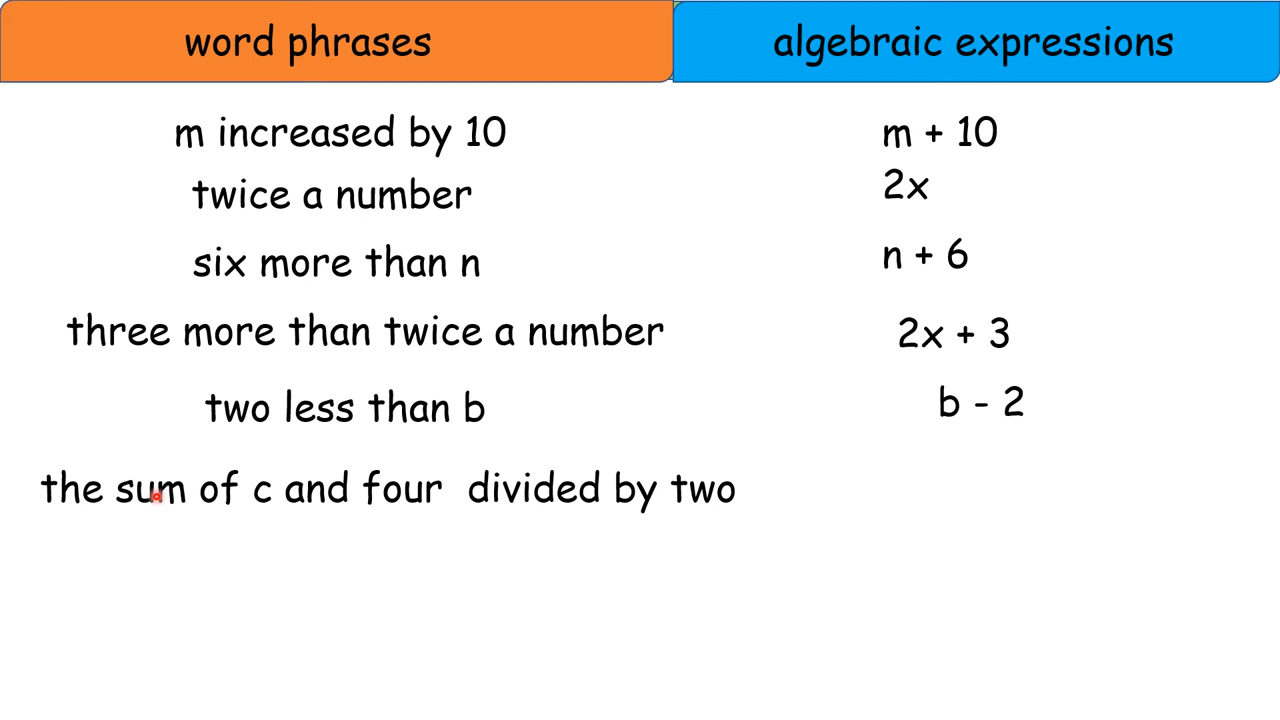 word phrases algebraic expressions
m increased by 10 m + 10
twice a number 2x
six more than n n + 6
three more than twice a number 2x + 3
two less than b b - 2
the sum of c and four divided by two